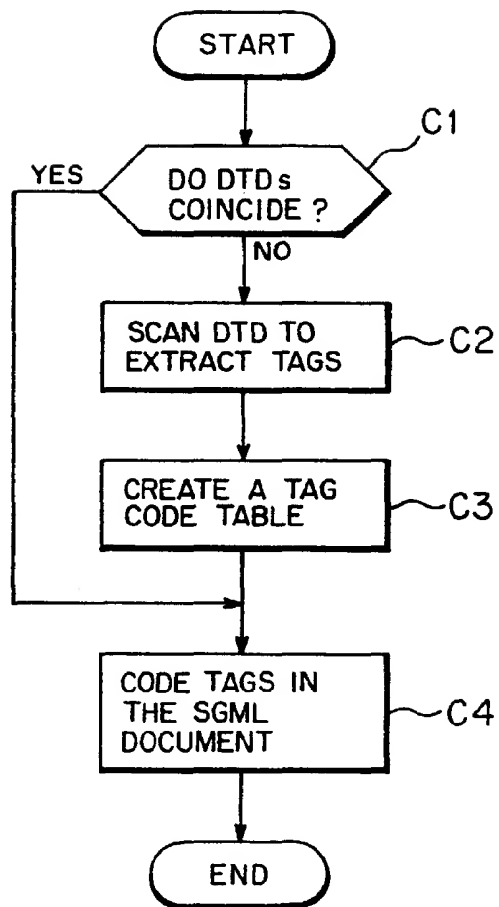 START
C1
YES
DO DTDs
COINCIDE ?
NO
SCAN DTD TO
EXTRACT TAGS
C2
CREATE A TAG
CODE TABLE
C3
CODE TAGS IN
THE SGML
DOCUMENT
C4
END